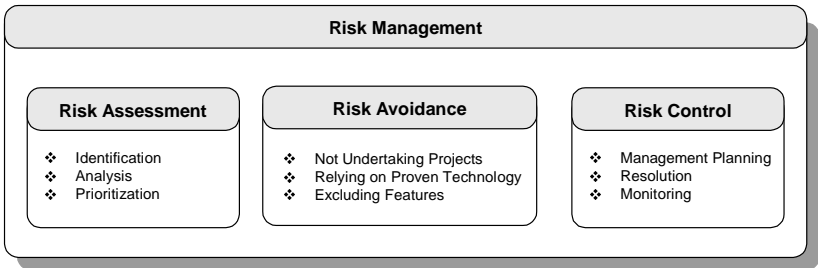 Risk Management
Risk Assessment
❖ Identification
❖ Analysis
❖ Prioritization
Risk Avoidance
❖ Not Undertaking Projects
❖ Relying on Proven Technology
❖ Excluding Features
Risk Control
❖ Management Planning
❖ Resolution
❖ Monitoring